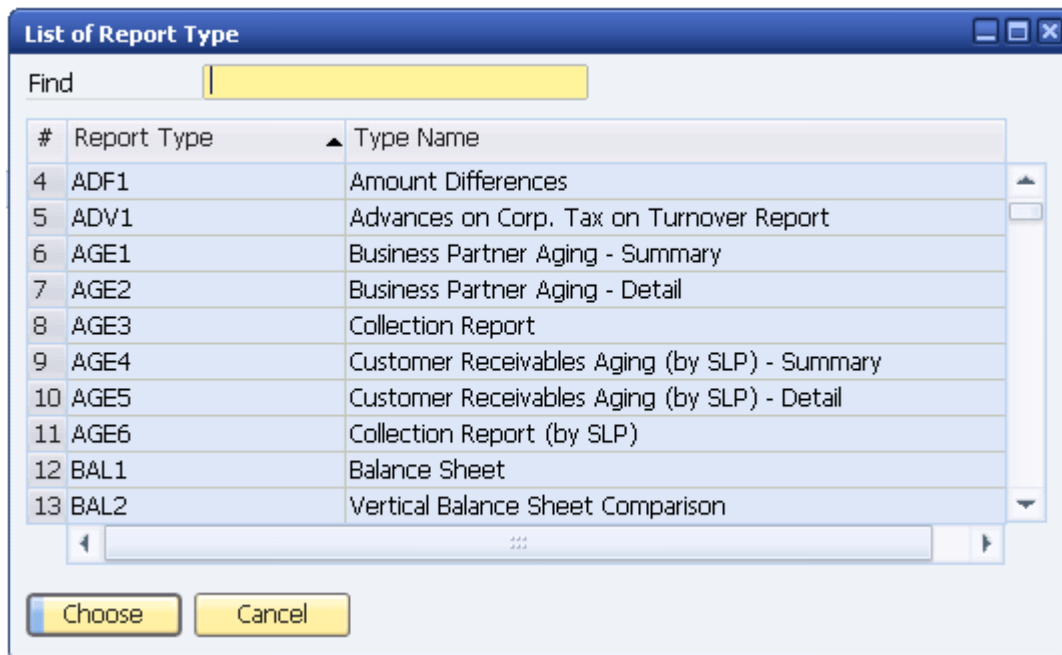 List of Report Type
Find
# Report Type Type Name
4 ADF1 Amount Differences
5 ADV1 Advances on Corp. Tax on Turnover Report
6 AGE1 Business Partner Aging - Summary
7 AGE2 Business Partner Aging - Detail
8 AGE3 Collection Report
9 AGE4 Customer Receivables Aging (by SLP) - Summary
10 AGE5 Customer Receivables Aging (by SLP) - Detail
11 AGE6 Collection Report (by SLP)
12 BAL1 Balance Sheet
13 BAL2 Vertical Balance Sheet Comparison
Choose Cancel